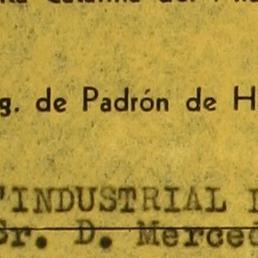 g. de Padrón de H
"INDUSTRIAL
Sr. D. Merced